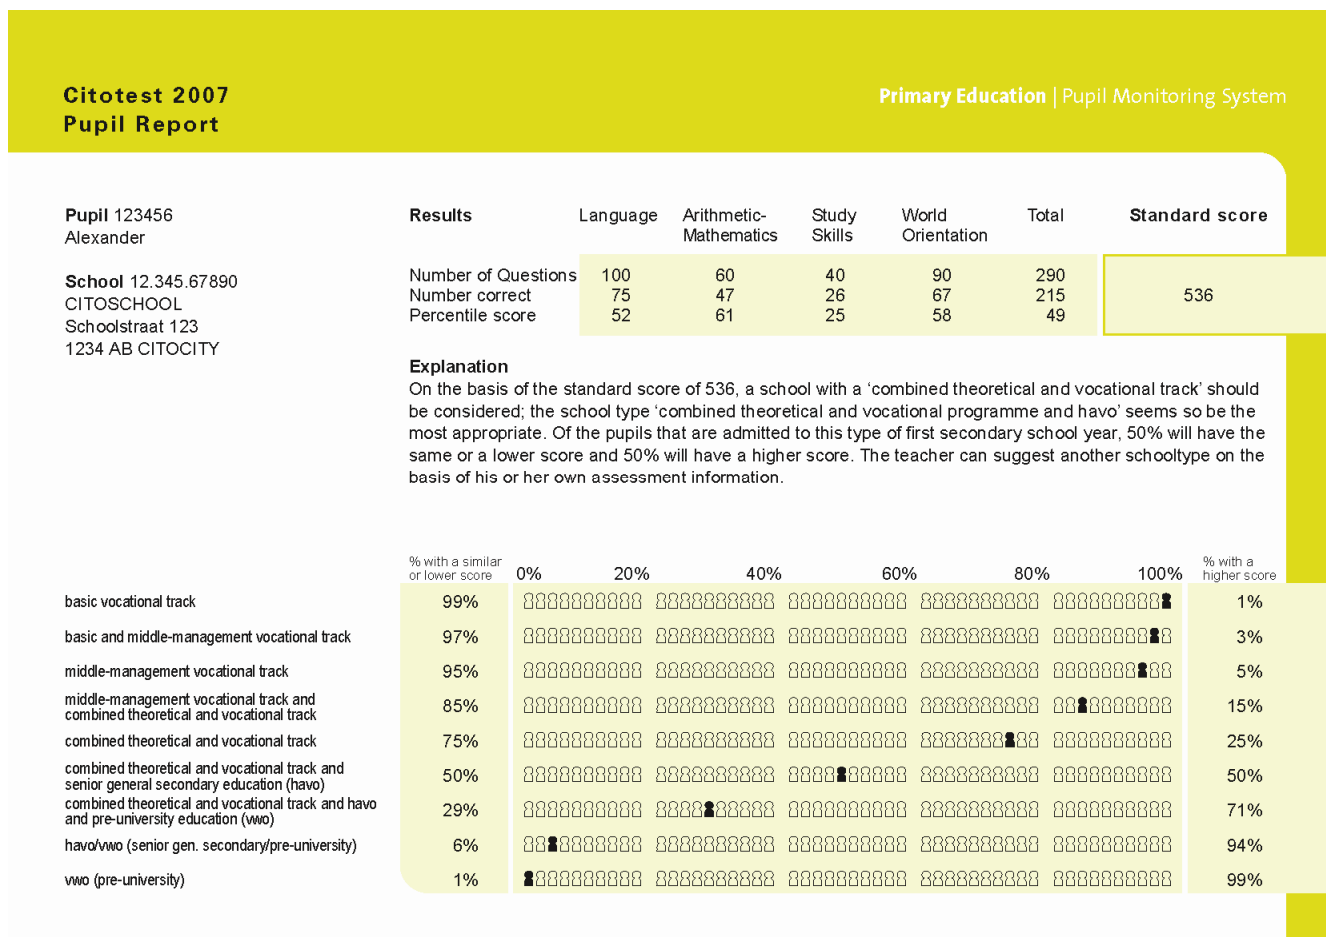 Citotest 2007
Pupil Report
Primary Education | Pupil Monitoring System
Pupil 123456
Alexander
School 12.345.67890
CITOSCHOOL
Schoolstraat 123
1234 AB CITOCITY
Results Language Arithmetic- Study World Total Standard score
Mathematics Skills Orientation
Number of Questions 100 60 40 90 290
Number correct 75 47 26 67 215 536
Percentile score 52 61 25 58 49
Explanation
On the basis of the standard score of 536, a school with a ‘combined theoretical and vocational track’ should
be considered; the school type ‘combined theoretical and vocational programme and havo’ seems so be the
most appropriate. Of the pupils that are admitted to this type of first secondary school year, 50% will have the
same or a lower score and 50% will have a higher score. The teacher can suggest another schooltype on the
basis of his or her own assessment information.
% with a similar % with a
or lower score 0% 20% 40% 60% 80% 100% higher score
basic vocational track 99% 1%
basic and middle-management vocational track 97% 3%
middle-management vocational track 95% 5%
middle-management vocational track and
combined theoretical and vocational track 85% 15%
combined theoretical and vocational track 75% 25%
combined theoretical and vocational track and
senior general secondary education (havo) 50% 50%
combined theoretical and vocational track and havo
and pre-university education (vwo) 29% 71%
havo/vwo (senior gen. secondary/pre-university) 6% 94%
vwo (pre-university) 1% 99%